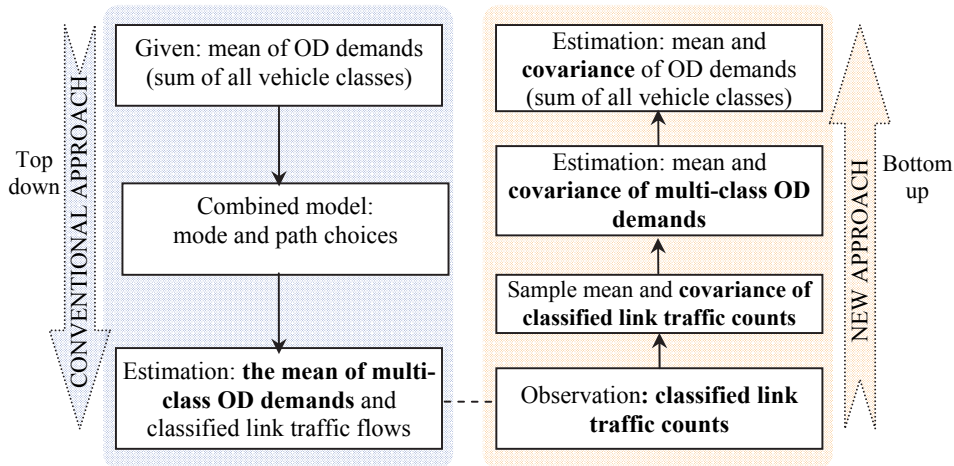 Top
down
CONVENTIONAL APPROACH
Given: mean of OD demands
(sum of all vehicle classes)
Combined model:
mode and path choices
Estimation: the mean of multi-
class OD demands and
classified link traffic flows
Estimation: mean and
covariance of OD demands
(sum of all vehicle classes)
Estimation: mean and
covariance of multi-class OD
demands
Sample mean and covariance of
classified link traffic counts
Observation: classified link
traffic counts
NEW APPROACH
Bottom
up